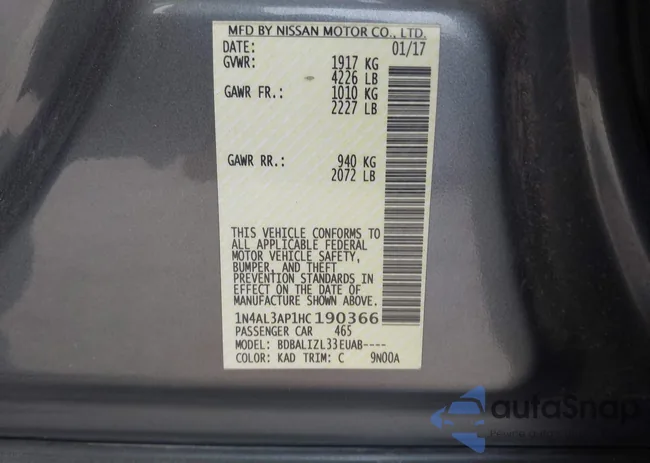 MFD BY NISSAN MOTOR CO., LTD.
DATE: 01/17
GVWR: 1917 KG
4226 LB
GAWR FR.: 1010 KG
2227 LB
GAWR RR.: 940 KG
2072 LB
THIS VEHICLE CONFORMS TO
ALL APPLICABLE FEDERAL
MOTOR VEHICLE SAFETY,
BUMPER, AND THEFT
PREVENTION STANDARDS IN
EFFECT ON THE DATE OF
MANUFACTURE SHOWN ABOVE.
1N4AL3AP1HC190366
PASSENGER CAR 465
MODEL: BDBALIZL33EUAB----
COLOR: KAD TRIM: C 9N00A
autoSnap